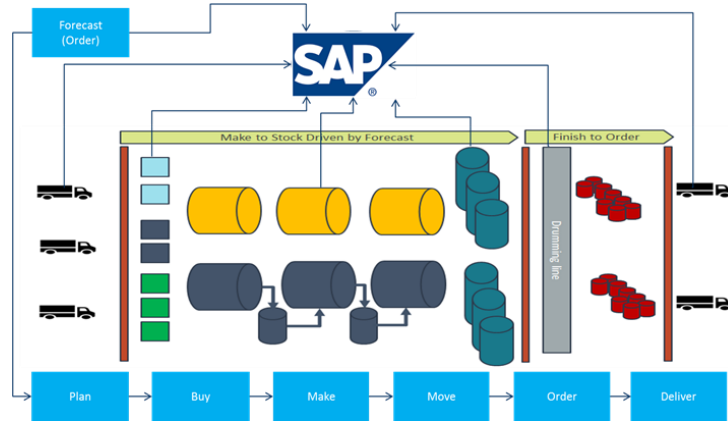 Forecast
(Order)
SAP
®
Make to Stock Driven by Forecast
Finish to Order
Drumming line
Plan
Buy
Make
Move
Order
Deliver